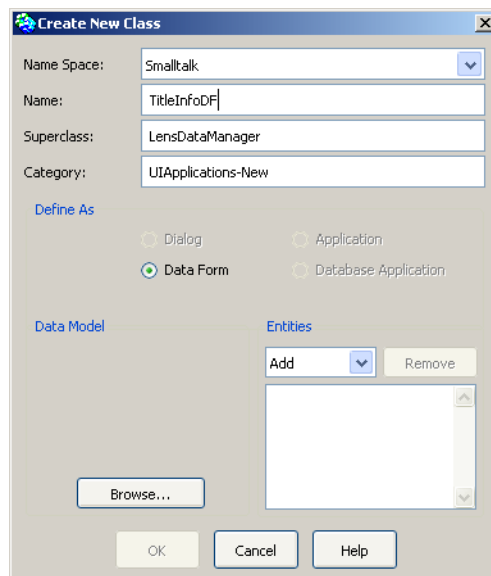 Create New Class
Name Space: Smalltalk
Name: TitleInfoDF
Superclass: LensDataManager
Category: UIApplications-New
Define As
Dialog Application
Data Form Database Application
Data Model Entities
Add Remove
Browse...
OK Cancel Help